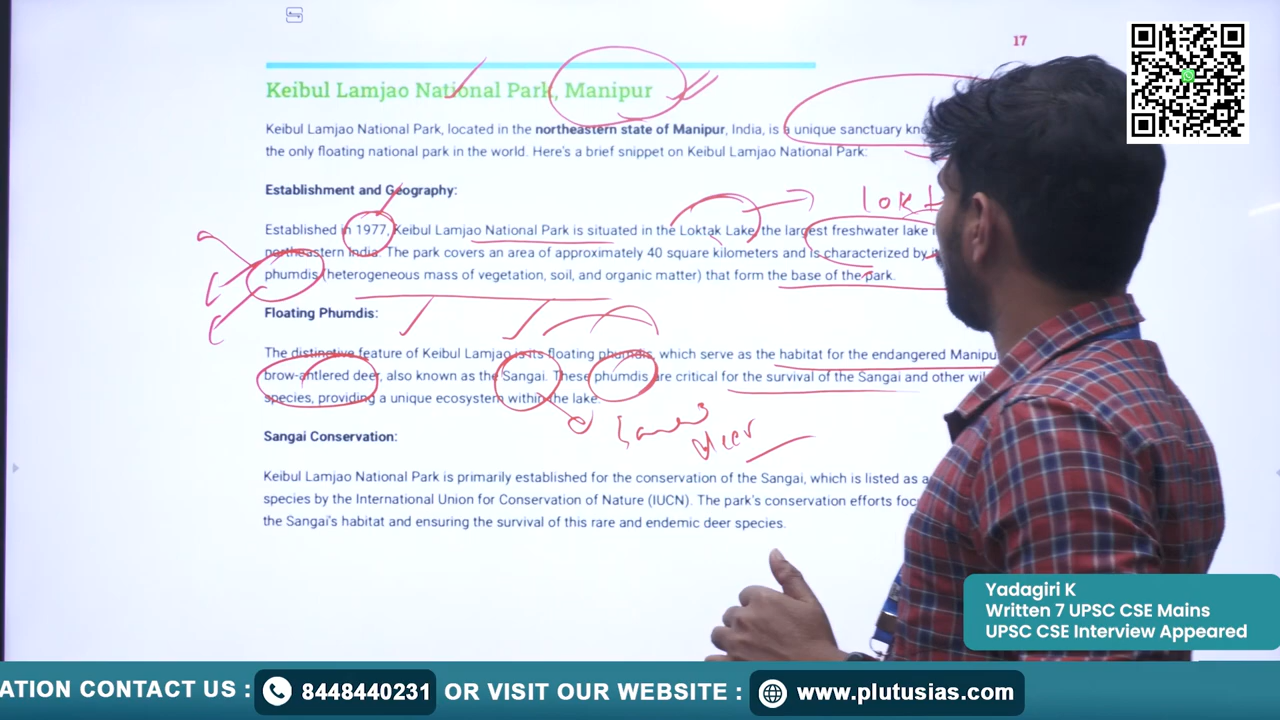 17
Keibul Lamjao National Park, Manipur
Keibul Lamjao National Park, located in the northeastern state of Manipur, India, is a unique sanctuary
the only floating national park in the world. Here's a brief snippet on Keibul Lamjao National Park:
Establishment and Geography:
Established in 1977, Keibul Lamjao National Park is situated in the Loktak Lake, the largest freshwater lake
northeastern India. The park covers an area of approximately 40 square kilometers and is characterized by
phumdis (heterogeneous mass of vegetation, soil, and organic matter) that form the base of the park.
Floating Phumdis:
The distinctive feature of Keibul Lamjao is its floating phumdis, which serve as the habitat for the endangered
brow-antlered deer, also known as the Sangai. These phumdis are critical for the survival of the Sangai and other
species, providing a unique ecosystem within the lake.
deer
Sangai Conservation:
Keibul Lamjao National Park is primarily established for the conservation of the Sangai, which is listed as
species by the International Union for Conservation of Nature (IUCN). The park's conservation efforts
the Sangai's habitat and ensuring the survival of this rare and endemic deer species.
Yadagiri K
Written 7 UPSC CSE Mains
UPSC CSE Interview Appeared
ATION CONTACT US : 8448440231 OR VISIT OUR WEBSITE : www.plutusias.com